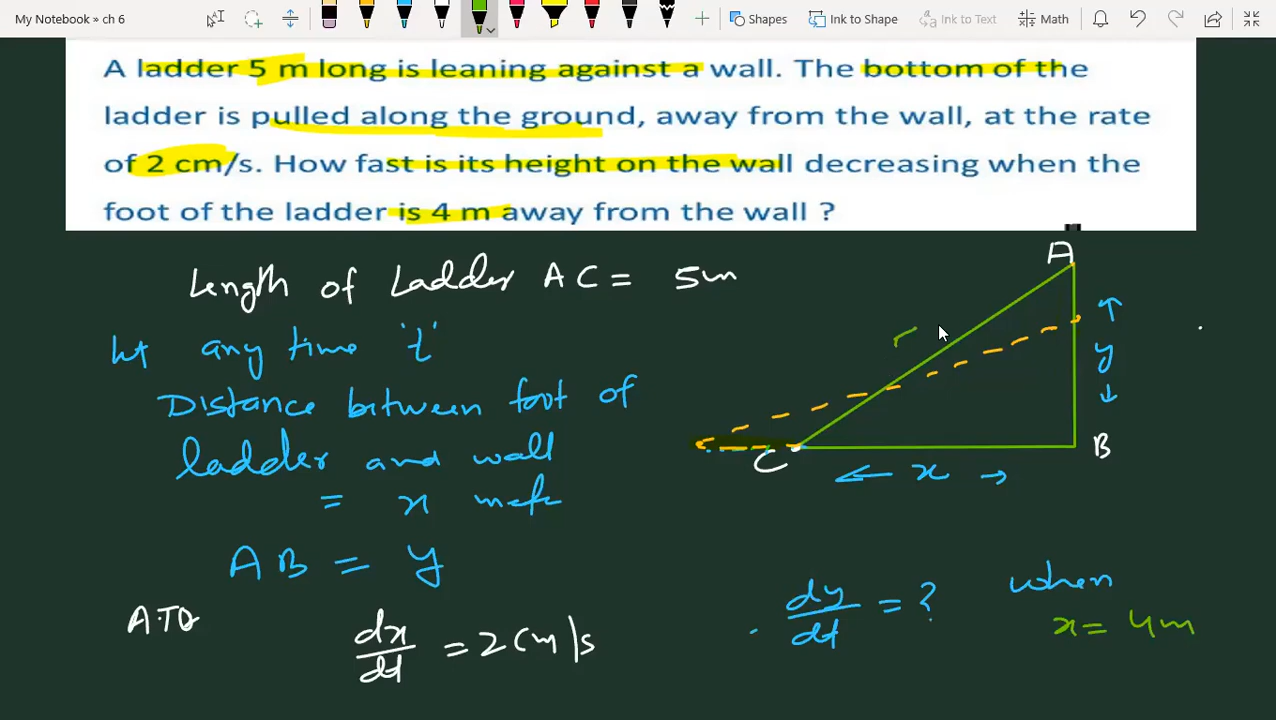 My Notebook » ch 6
Shapes
Ink to Shape
Ink to Text
Math
A ladder 5 m long is leaning against a wall. The bottom of the
ladder is pulled along the ground, away from the wall, at the rate
of 2 cm/s. How fast is its height on the wall decreasing when the
foot of the ladder is 4 m away from the wall ?
Length of Ladder AC = 5m
let any time 't'
Distance between foot of
ladder and wall
= x mete
AB = y
ATQ
dx/dt = 2 cm/s
A
r
y
B
C
x
dy/dt = ? when
x = 4m